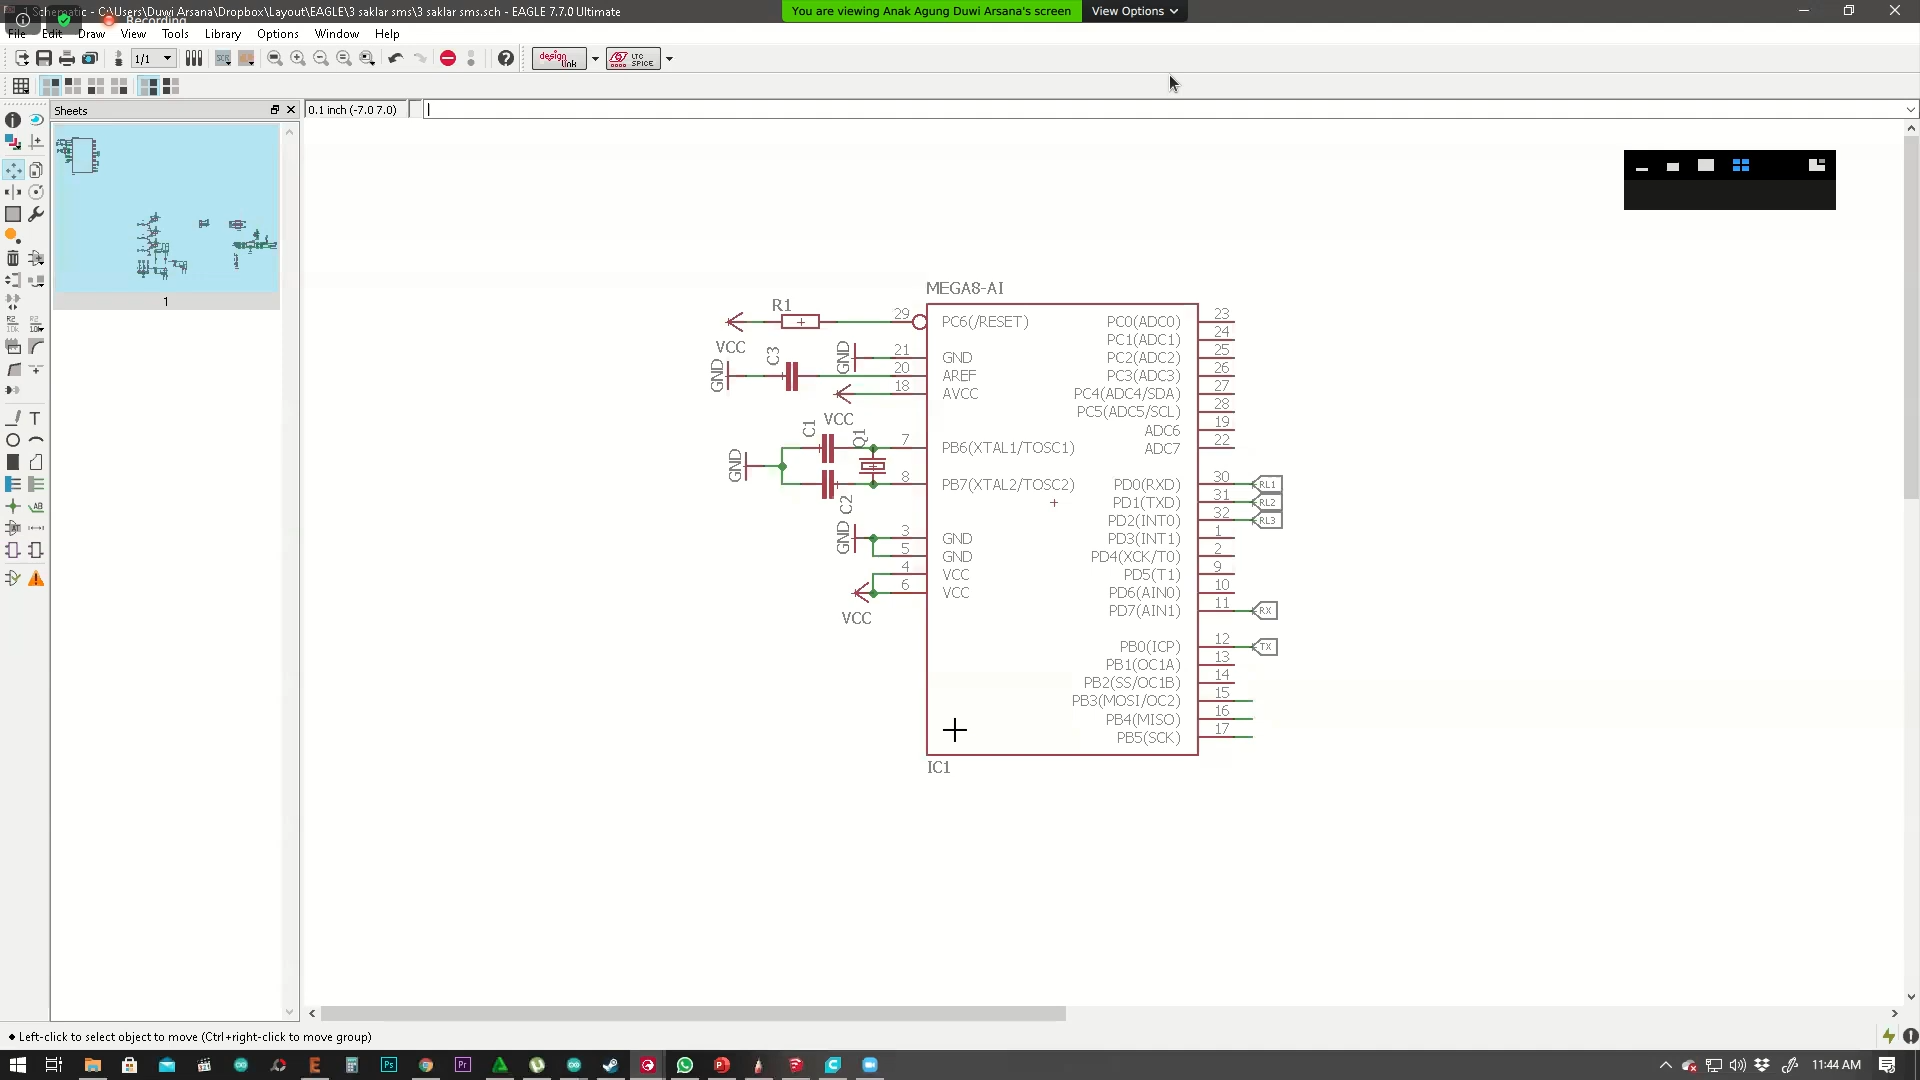 1 Schematic - C:\Users\Duwi Arsana\Dropbox\Layout\EAGLE\3 saklar sms\3 saklar sms.sch - EAGLE 7.7.0 Ultimate
Recording
You are viewing Anak Agung Duwi Arsana's screen
View Options
File Edit Draw View Tools Library Options Window Help
1/1
design link
LTC SPICE
Sheets
0.1 inch (-7.0 7.0)
1
MEGA8-AI
R1
29 PC6(/RESET)
VCC
C3
GND
21 GND
GND
20 AREF
18 AVCC
VCC
C1
Q1
7 PB6(XTAL1/TOSC1)
GND
8 PB7(XTAL2/TOSC2)
C2
GND
3 GND
5 GND
4 VCC
6 VCC
VCC
PC0(ADC0) 23
PC1(ADC1) 24
PC2(ADC2) 25
PC3(ADC3) 26
PC4(ADC4/SDA) 27
PC5(ADC5/SCL) 28
ADC6 19
ADC7 22
PD0(RXD) 30 RL1
PD1(TXD) 31 RL2
PD2(INT0) 32 RL3
PD3(INT1) 1
PD4(XCK/T0) 2
PD5(T1) 9
PD6(AIN0) 10
PD7(AIN1) 11 RX
PB0(ICP) 12 TX
PB1(OC1A) 13
PB2(SS/OC1B) 14
PB3(MOSI/OC2) 15
PB4(MISO) 16
PB5(SCK) 17
IC1
Left-click to select object to move (Ctrl+right-click to move group)
11:44 AM